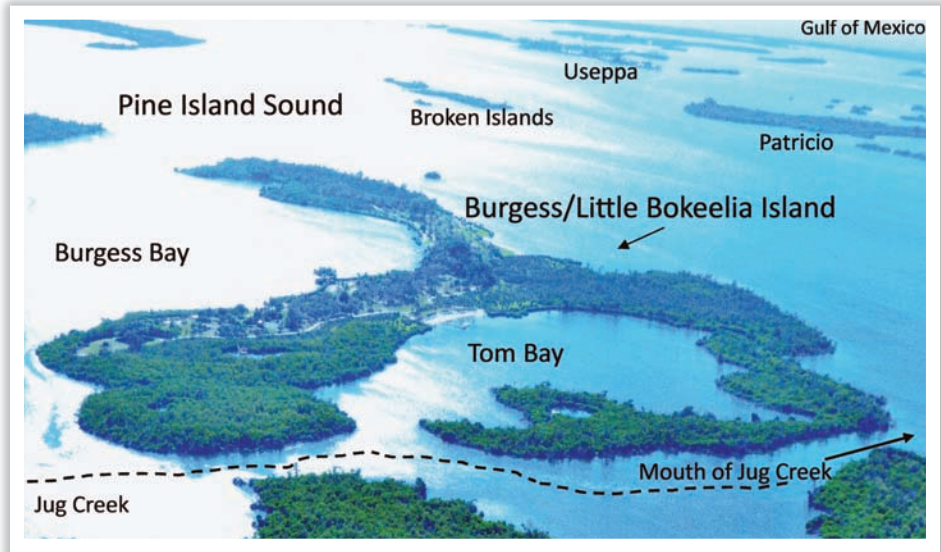 Gulf of Mexico
Useppa
Pine Island Sound
Broken Islands
Patricio
Burgess/Little Bokeelia Island
Burgess Bay
Tom Bay
Mouth of Jug Creek
Jug Creek